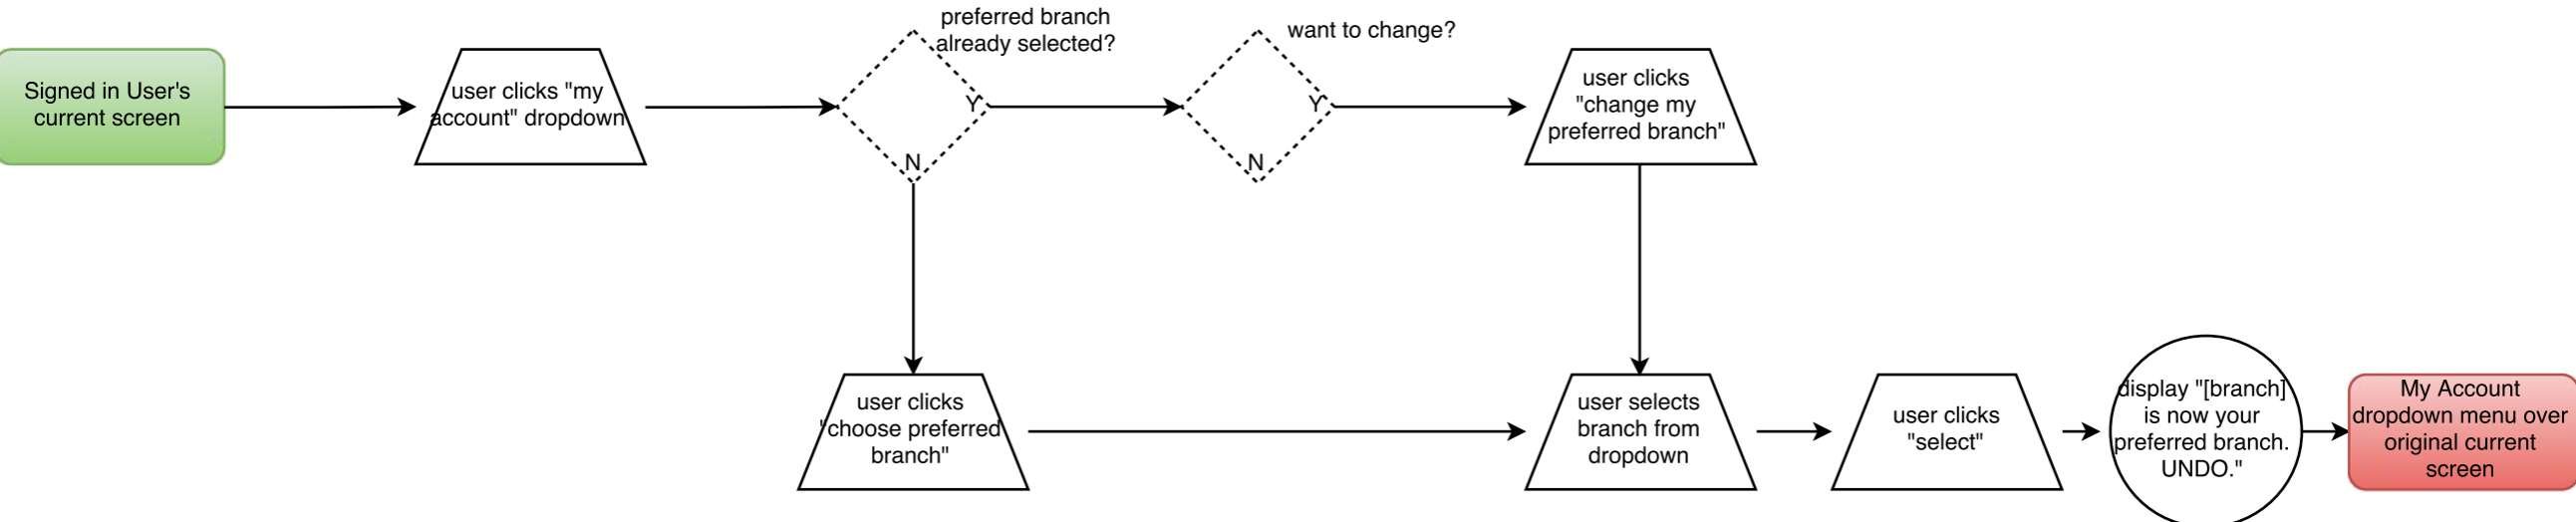 Signed in User's
current screen
user clicks "my
account" dropdown
preferred branch
already selected?
Y
N
want to change?
Y
N
user clicks
"change my
preferred branch"
user clicks
"choose preferred
branch"
user selects
branch from
dropdown
user clicks
"select"
display "[branch]
is now your
preferred branch.
UNDO."
My Account
dropdown menu over
original current
screen